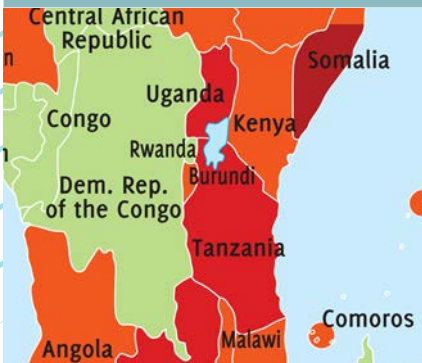 Central African
Republic
Somalia
Uganda
Congo
Kenya
n
Rwanda
Burundi
Dem. Rep.
of the Congo
Tanzania
Comoros
Malawi
Angola